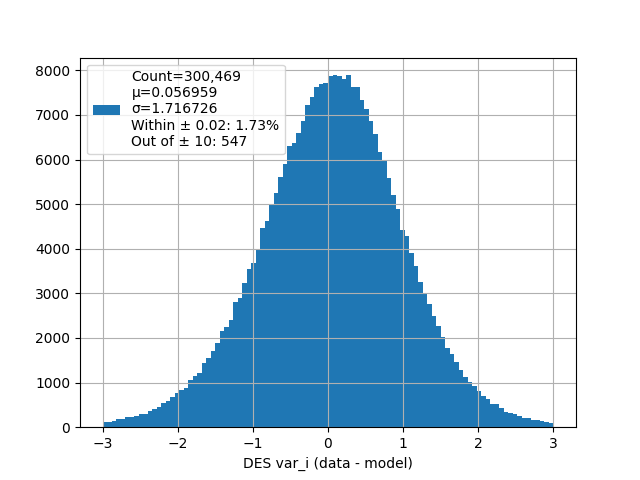 Count=300,469
μ=0.056959
σ=1.716726
Within ± 0.02: 1.73%
Out of ± 10: 547
8000
7000
6000
5000
4000
3000
2000
1000
0
−3 −2 −1 0 1 2 3
DES var_i (data - model)